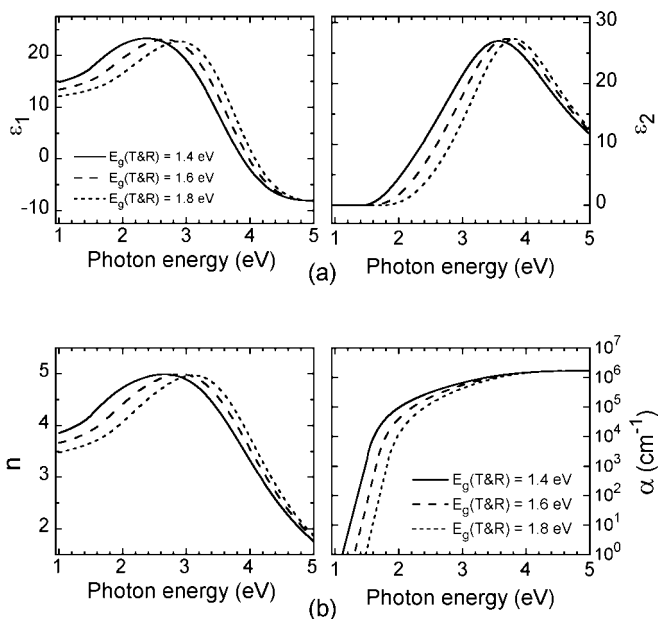 20
10
0
-10
ε1
Eg(T&R) = 1.4 eV
Eg(T&R) = 1.6 eV
Eg(T&R) = 1.8 eV
1 2 3 4 5
Photon energy (eV)
30
20
10
0
ε2
1 2 3 4 5
Photon energy (eV)
(a)
5
4
3
2
n
1 2 3 4 5
Photon energy (eV)
10^7
10^6
10^5
10^4
10^3
10^2
10^1
10^0
α (cm^-1)
Eg(T&R) = 1.4 eV
Eg(T&R) = 1.6 eV
Eg(T&R) = 1.8 eV
1 2 3 4 5
Photon energy (eV)
(b)